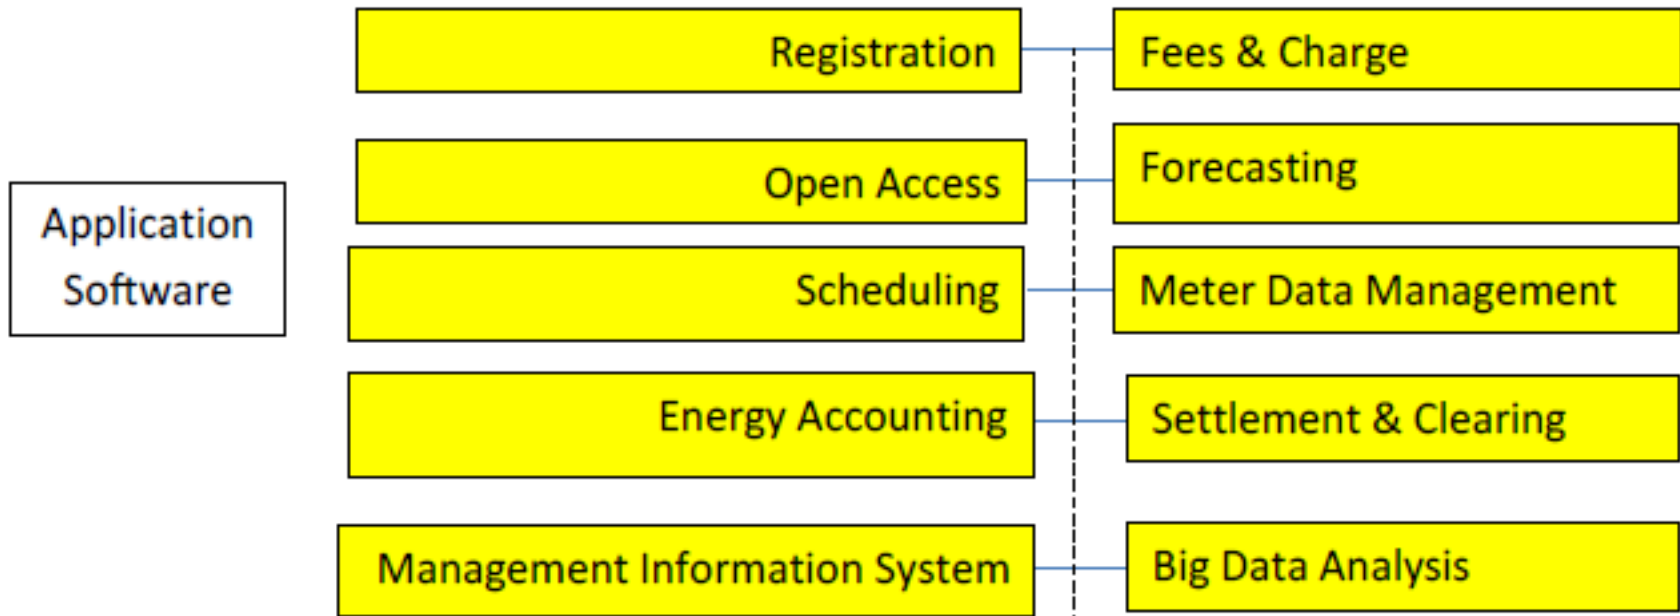 Registration
Fees & Charge
Open Access
Forecasting
Application
Software
Scheduling
Meter Data Management
Energy Accounting
Settlement & Clearing
Management Information System
Big Data Analysis